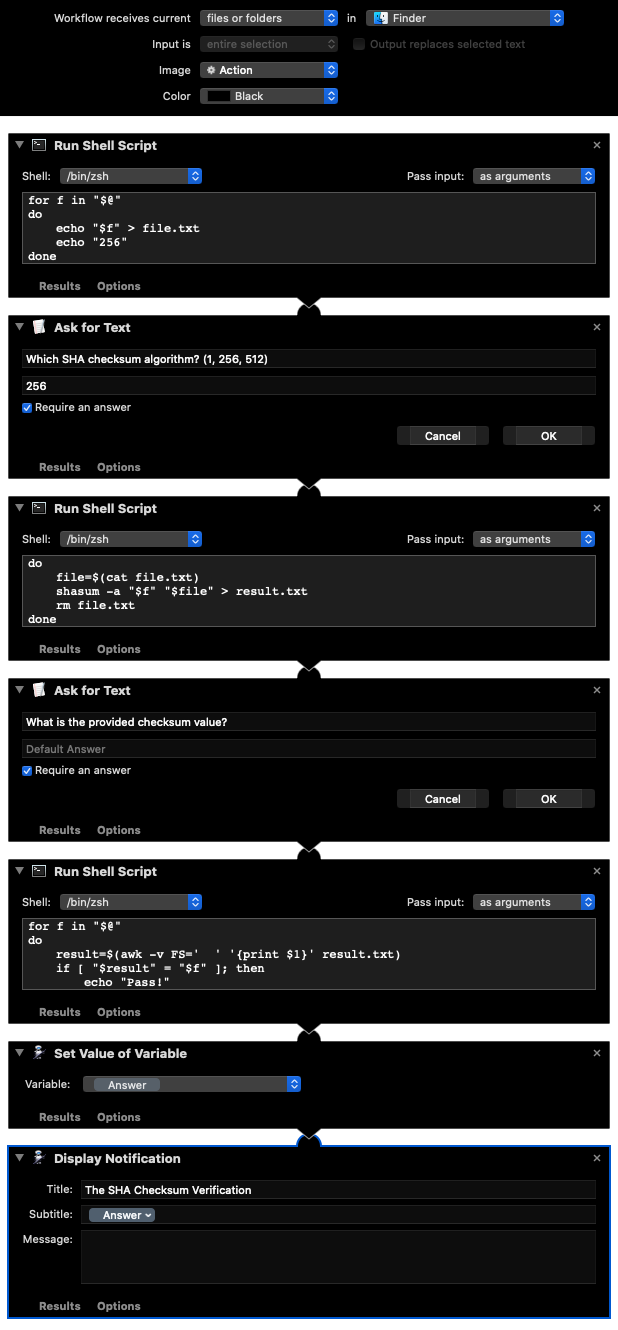 Workflow receives current files or folders in Finder
Input is entire selection Output replaces selected text
Image Action
Color Black
Run Shell Script
Shell: /bin/zsh Pass input: as arguments
for f in "$@"
do
    echo "$f" > file.txt
    echo "256"
done
Results Options
Ask for Text
Which SHA checksum algorithm? (1, 256, 512)
256
Require an answer
Cancel OK
Results Options
Run Shell Script
Shell: /bin/zsh Pass input: as arguments
do
    file=$(cat file.txt)
    shasum -a "$f" "$file" > result.txt
    rm file.txt
done
Results Options
Ask for Text
What is the provided checksum value?
Default Answer
Require an answer
Cancel OK
Results Options
Run Shell Script
Shell: /bin/zsh Pass input: as arguments
for f in "$@"
do
    result=$(awk -v FS='  ' '{print $1}' result.txt)
    if [ "$result" = "$f" ]; then
        echo "Pass!"
Results Options
Set Value of Variable
Variable: Answer
Results Options
Display Notification
Title: The SHA Checksum Verification
Subtitle: Answer
Message:
Results Options